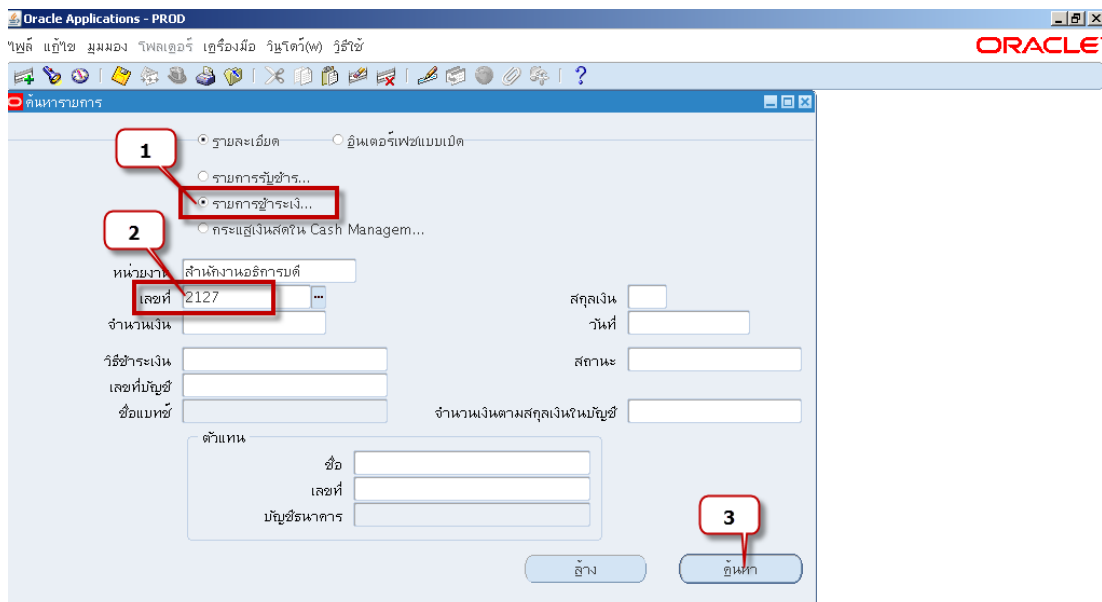 Oracle Applications - PROD
ไฟล์ แก้ไข มุมมอง โฟลเดอร์ เครื่องมือ วินโดว์(w) วิธีใช้
ORACLE
ค้นหารายการ
1
รายละเอียด อินเตอร์เฟซแบบเปิด
รายการรับชำร...
รายการชำระเงิ...
2
กระแสเงินสดใน Cash Managem...
หน่วยงาน สำนักงานอธิการบดี
เลขที่ 2127 ... สกุลเงิน
จำนวนเงิน วันที่
วิธีชำระเงิน สถานะ
เลขที่บัญชี
ชื่อแบทช์ จำนวนเงินตามสกุลเงินในบัญชี
ตัวแทน
ชื่อ
เลขที่
บัญชีธนาคาร
3
ล้าง ค้นหา